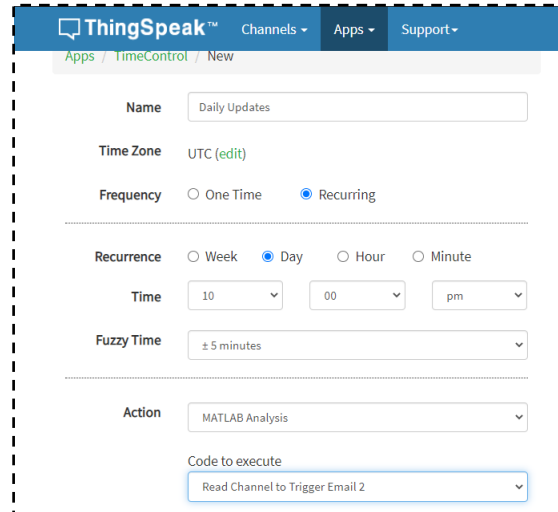 ThingSpeak™ Channels Apps Support
Apps / TimeControl / New
Name Daily Updates
Time Zone UTC (edit)
Frequency One Time Recurring
Recurrence Week Day Hour Minute
Time 10 00 pm
Fuzzy Time ± 5 minutes
Action MATLAB Analysis
Code to execute
Read Channel to Trigger Email 2